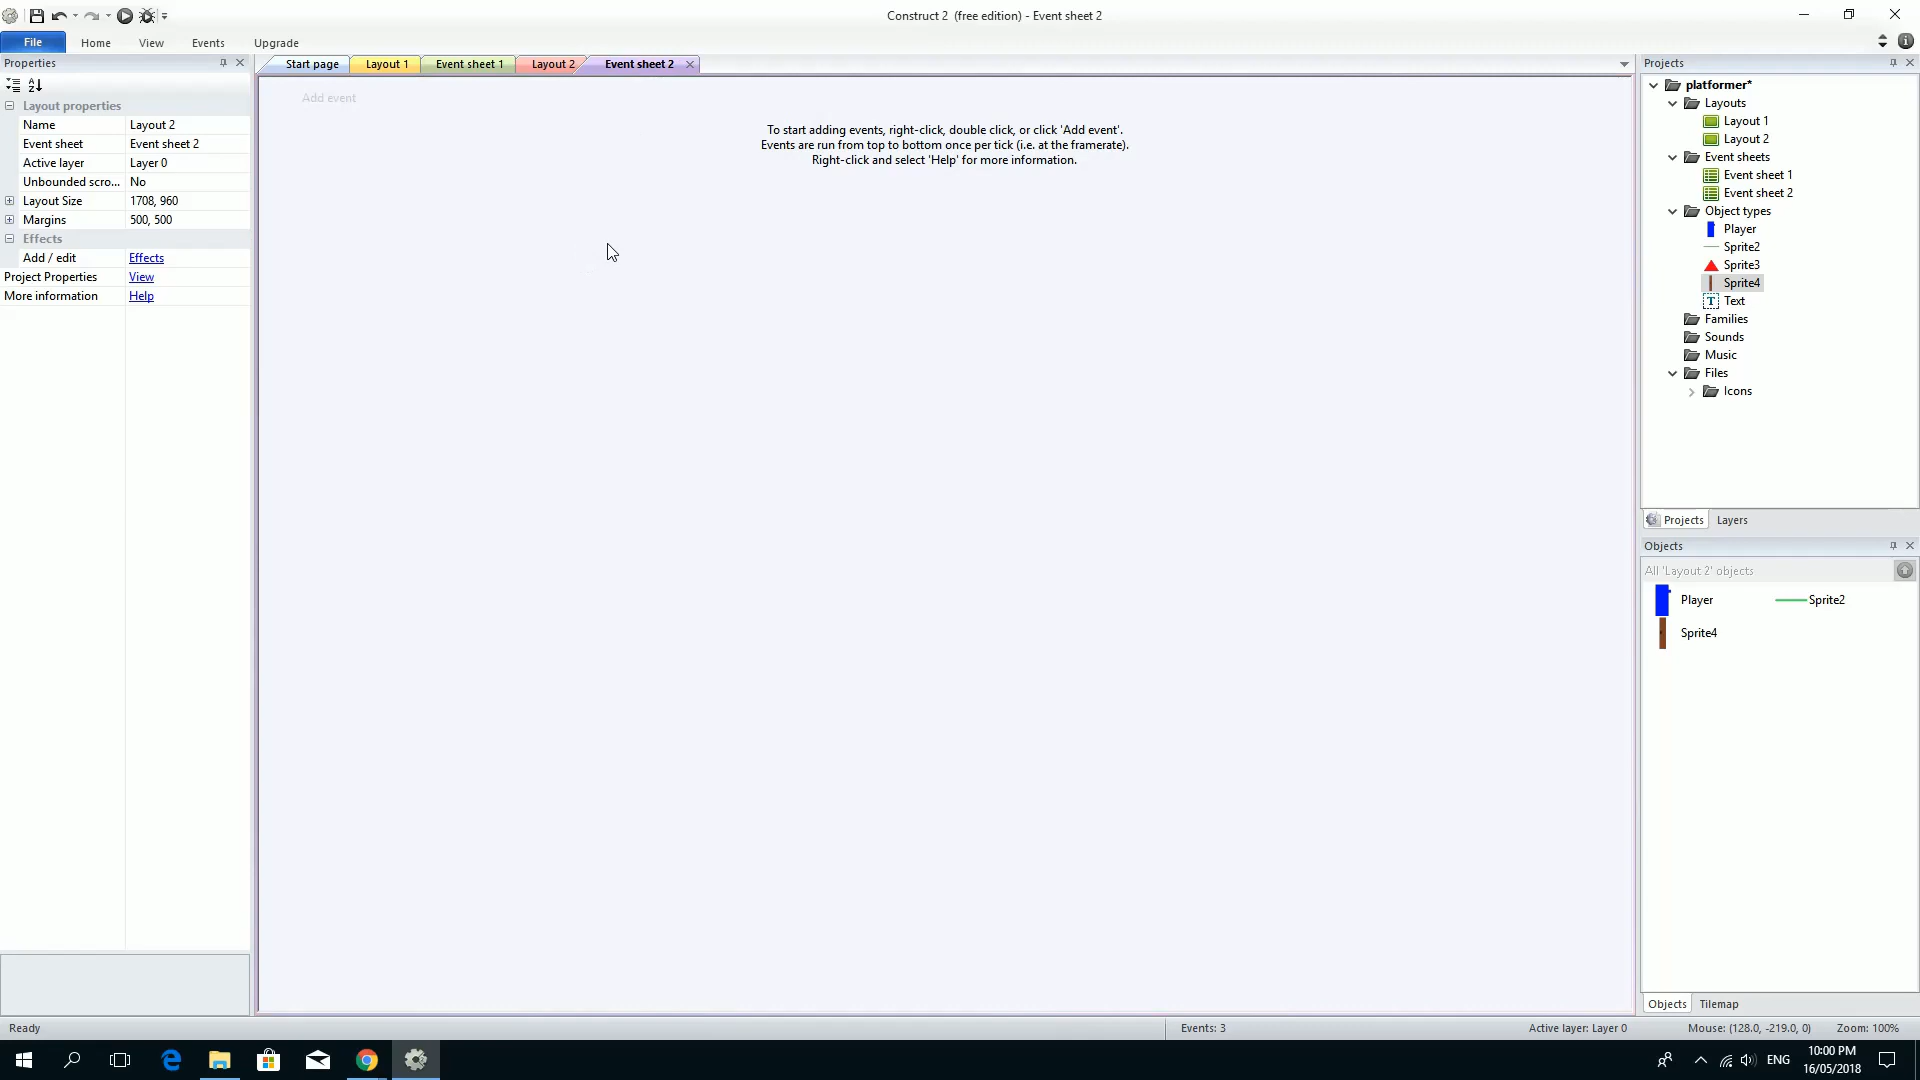 Construct 2 (free edition) - Event sheet 2
File Home View Events Upgrade
Properties
Start page Layout 1 Event sheet 1 Layout 2 Event sheet 2
Projects
Layout properties
Name Layout 2
Event sheet Event sheet 2
Active layer Layer 0
Unbounded scro... No
Layout Size 1708, 960
Margins 500, 500
Effects
Add / edit Effects
Project Properties View
More information Help
Add event
To start adding events, right-click, double click, or click 'Add event'.
Events are run from top to bottom once per tick (i.e. at the framerate).
Right-click and select 'Help' for more information.
platformer*
Layouts
Layout 1
Layout 2
Event sheets
Event sheet 1
Event sheet 2
Object types
Player
Sprite2
Sprite3
Sprite4
T Text
Families
Sounds
Music
Files
Icons
Projects Layers
Objects
All 'Layout 2' objects
Player Sprite2
Sprite4
Objects Tilemap
Ready Events: 3 Active layer: Layer 0 Mouse: (128.0, -219.0, 0) Zoom: 100%
ENG 10:00 PM
16/05/2018